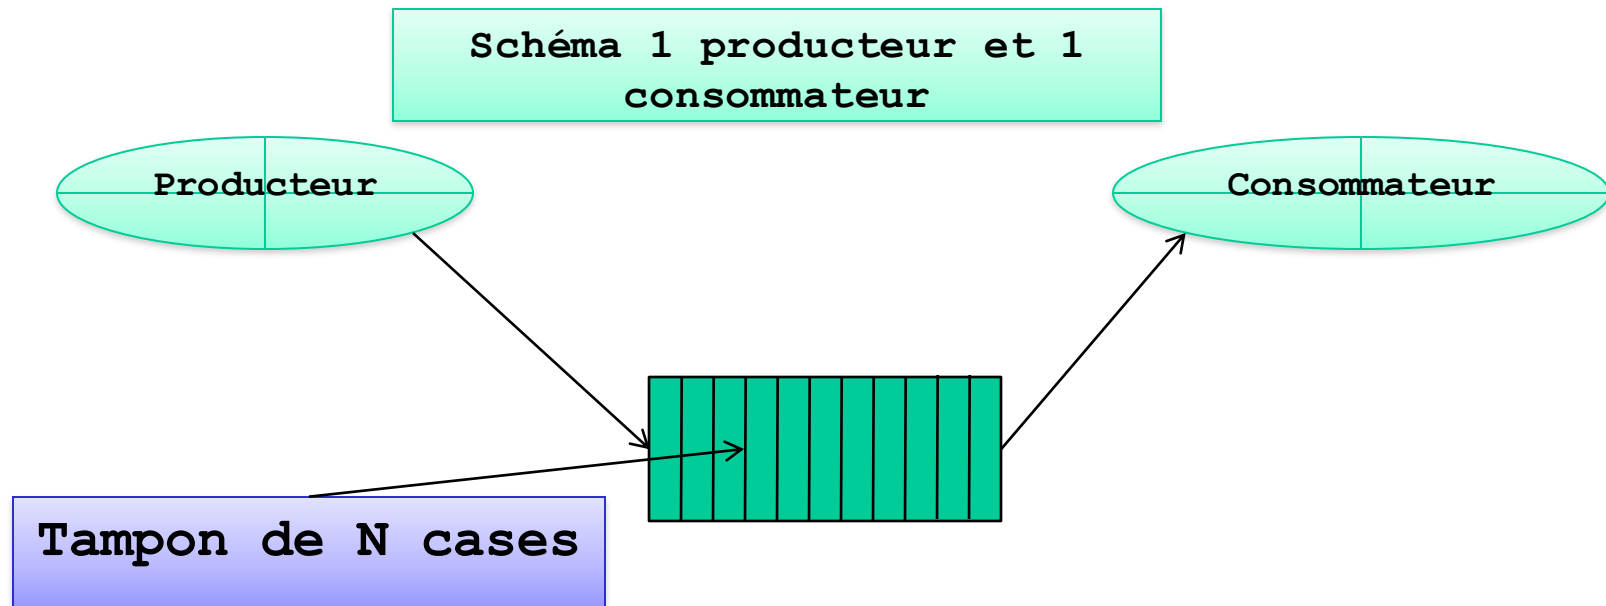 Schéma 1 producteur et 1
consommateur
Producteur
Consommateur
Tampon de N cases